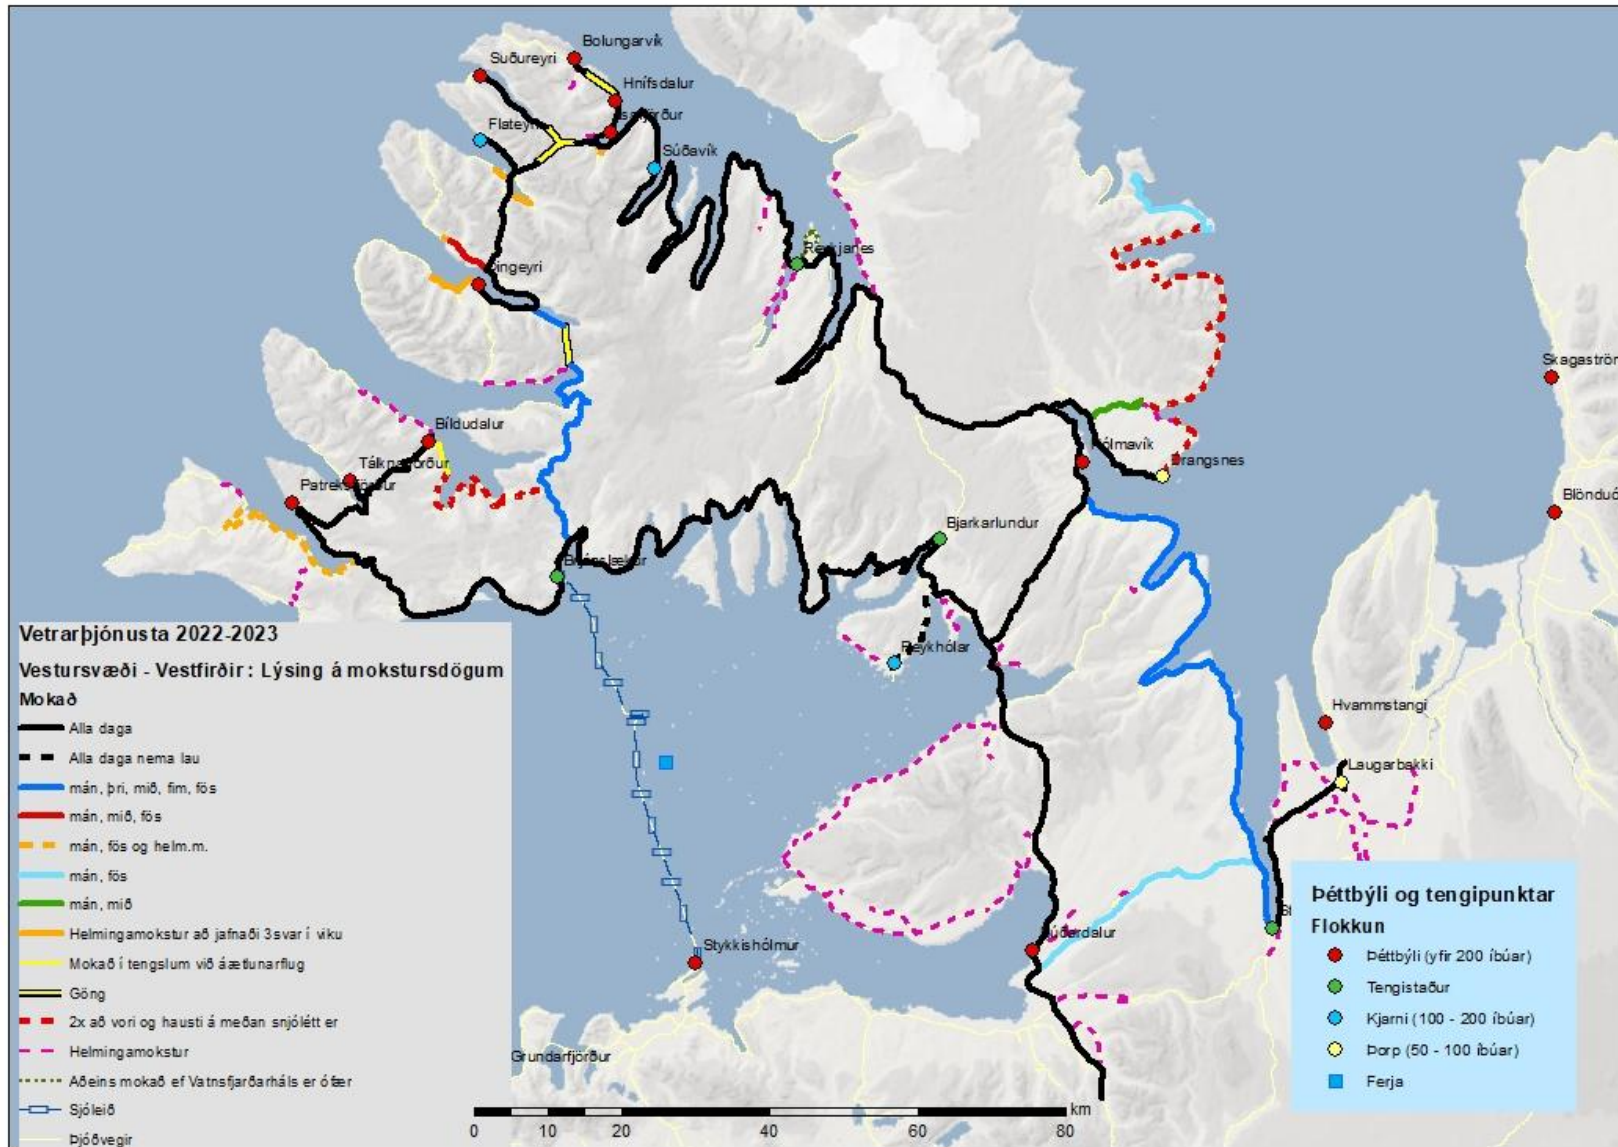 Bolungarvík
Suðureyri
Hnífsdalur
Súðavík
Reykjanes
Skagaströn
Bíldudalur
Hólmavík
Drangsnes
Patreksfjörður
Blönduó
Bjarkarlundur
Brjánslækur
Reykhólar
Hvammstangi
Laugarbakki
Búðardalur
Stykkishólmur
Grundarfjörður
Vetrarþjónusta 2022-2023
Vestursvæði - Vestfirðir : Lýsing á mokstursdögum
Mokað
Alla daga
Alla daga nema lau
mán, þri, mið, fim, fös
mán, mið, fös
mán, fös og helm.m.
mán, fös
mán, mið
Helmingamokstur að jafnaði 3svar í viku
Mokað í tengslum við áætlunarflug
Göng
2x að vori og hausti á meðan snjólétt er
Helmingamokstur
Aðeins mokað ef Vatnsfjarðarháls er ófær
Sjóleið
Þjóðvegir
Þéttbýli og tengipunktar
Flokkun
Þéttbýli (yfir 200 íbúar)
Tengistaður
Kjarni (100 - 200 íbúar)
Þorp (50 - 100 íbúar)
Ferja
km
0 10 20 40 60 80